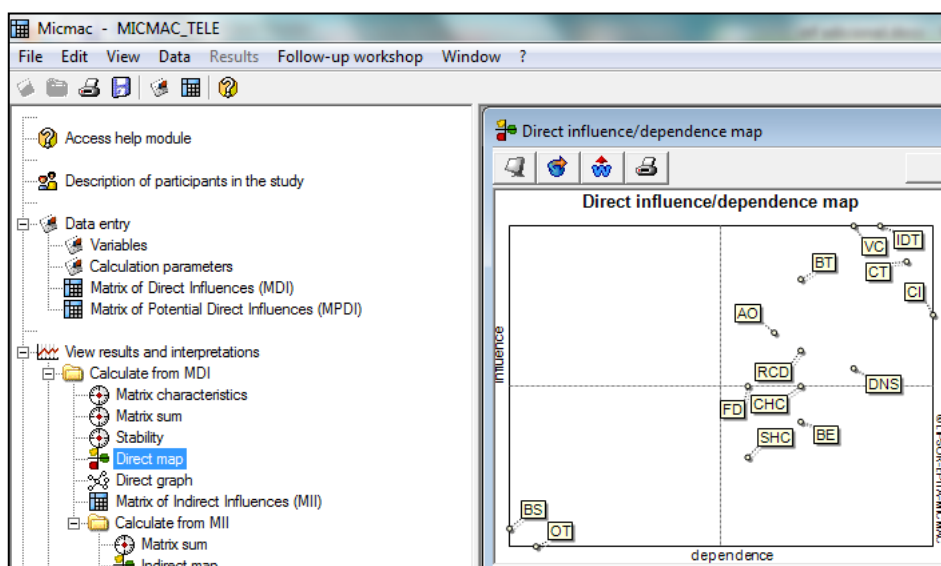 Micmac - MICMAC_TELE
File Edit View Data Results Follow-up workshop Window ?
Access help module
Description of participants in the study
Data entry
Variables
Calculation parameters
Matrix of Direct Influences (MDI)
Matrix of Potential Direct Influences (MPDI)
View results and interpretations
Calculate from MDI
Matrix characteristics
Matrix sum
Stability
Direct map
Direct graph
Matrix of Indirect Influences (MII)
Calculate from MII
Matrix sum
Indirect map
Direct influence/dependence map
Direct influence/dependence map
VC IDT
BT
CT
CI
AO
influence
RCD
DNS
FD CHC
SHC BE
BS
OT
dependence